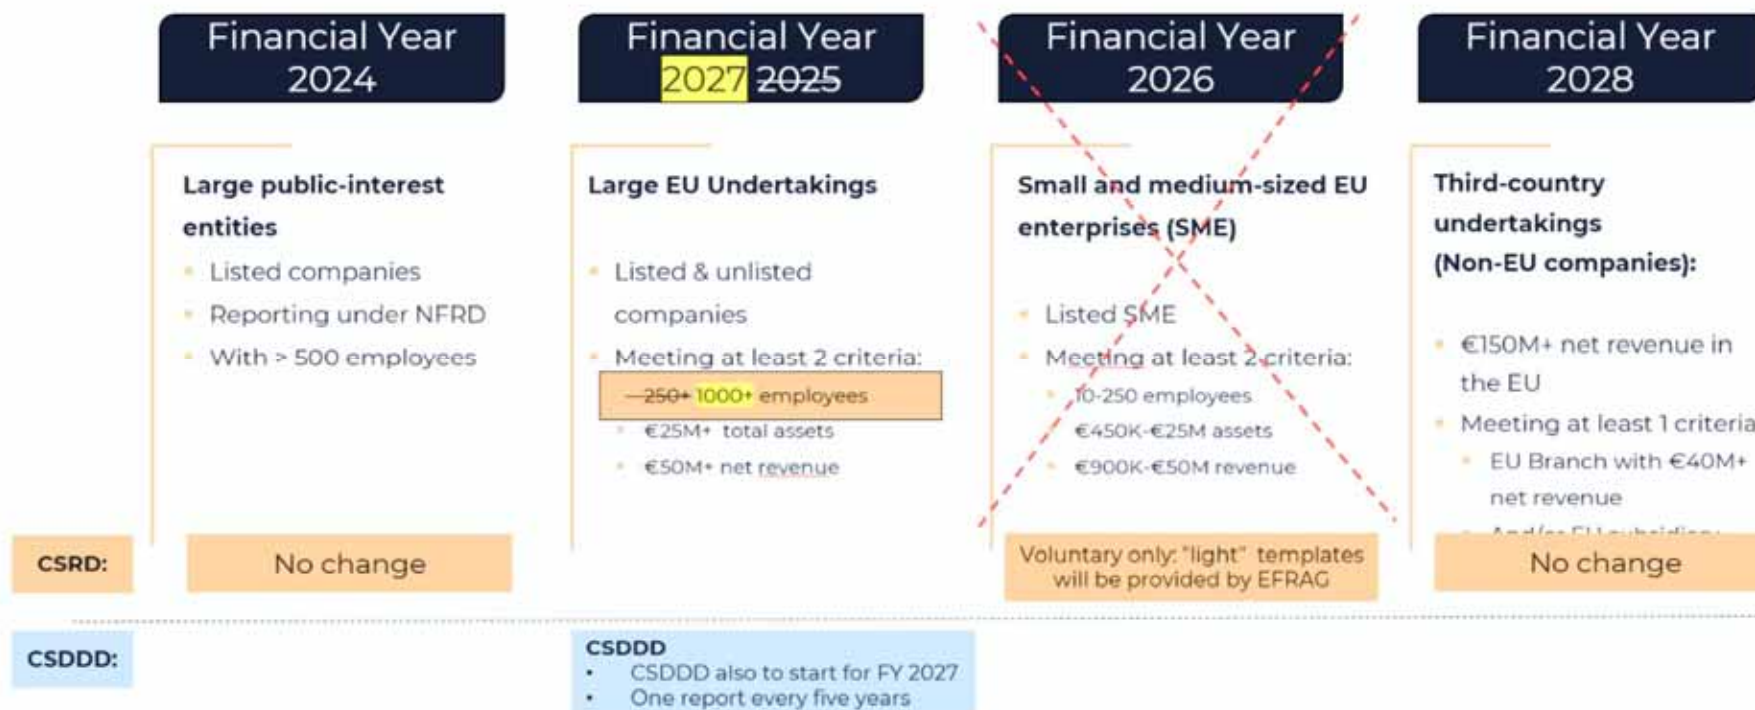 Financial Year
2024
Financial Year
2027 2025
Financial Year
2026
Financial Year
2028
Large public-interest
entities
Listed companies
Reporting under NFRD
With > 500 employees
Large EU Undertakings
Listed & unlisted
companies
Meeting at least 2 criteria:
250+ 1000+ employees
€25M+ total assets
€50M+ net revenue
Small and medium-sized EU
enterprises (SME)
Listed SME
Meeting at least 2 criteria:
10-250 employees
€450K-€25M assets
€900K-€50M revenue
Third-country
undertakings
(Non-EU companies):
€150M+ net revenue in
the EU
Meeting at least 1 criteria
EU Branch with €40M+
net revenue
CSRD:
No change
Voluntary only: "light" templates
will be provided by EFRAG
No change
CSDDD:
CSDDD
• CSDDD also to start for FY 2027
• One report every five years